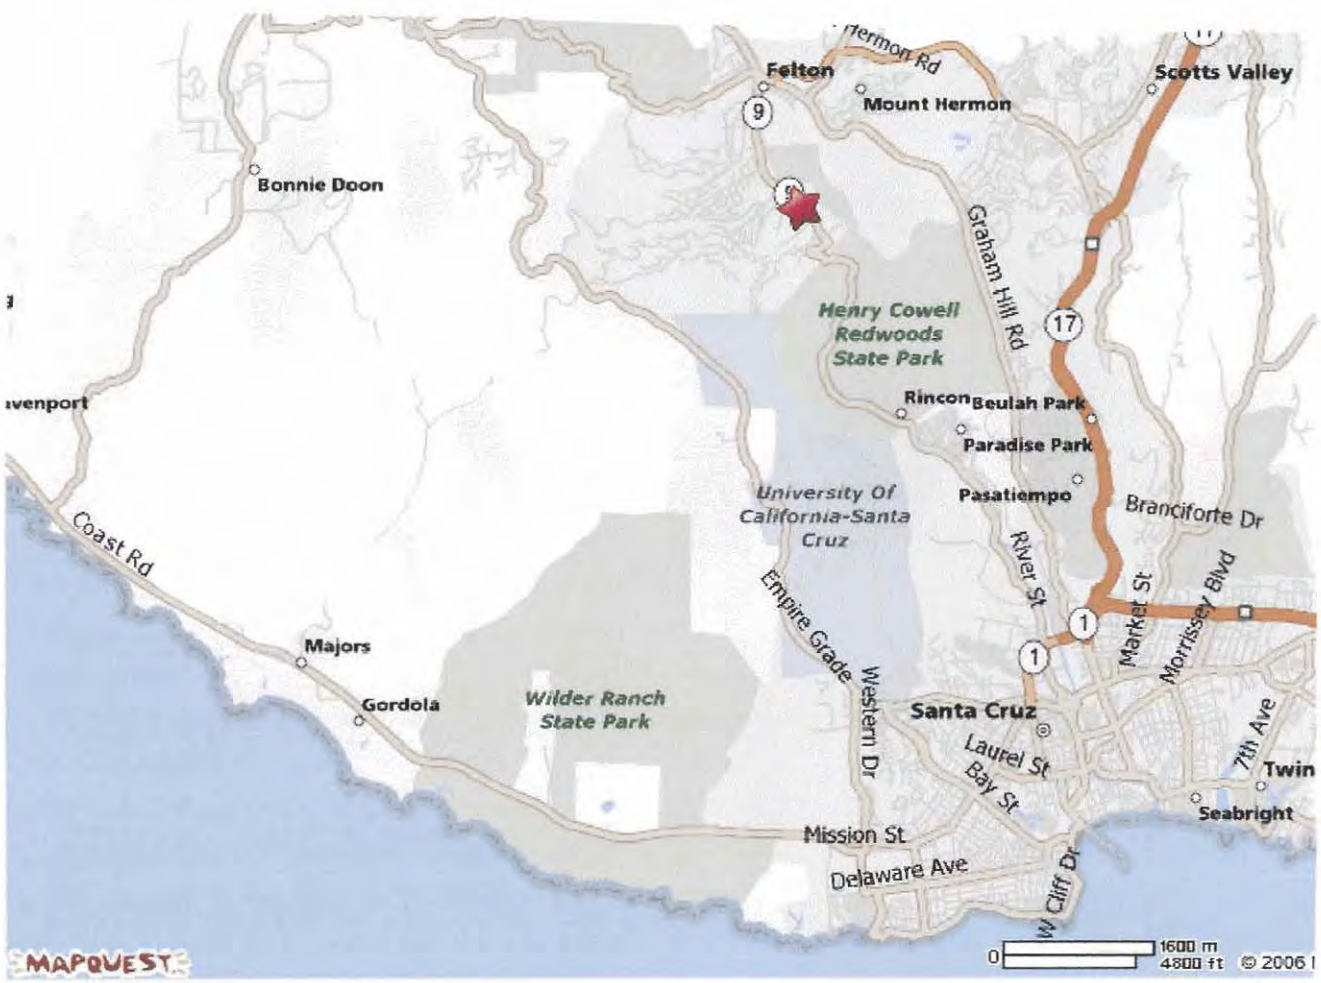 Hermon Rd
17
Felton
Scotts Valley
9
Mount Hermon
Bonnie Doon
9
Graham Hill Rd
Henry Cowell
Redwoods
State Park
17
avenport
Rincon
Beulah Park
Paradise Park
University Of
California-Santa
Cruz
Pasatiempo
Branciforte Dr
Coast Rd
River St
Empire Grade
Market St
Morrissey Blvd
1
1
Majors
Gordola
Wilder Ranch
State Park
Western Dr
Santa Cruz
Laurel St
Bay St
7th Ave
Twin
Seabright
Mission St
Delaware Ave
W Cliff Dr
MAPQUEST
0
1600 m
4800 ft
© 2006